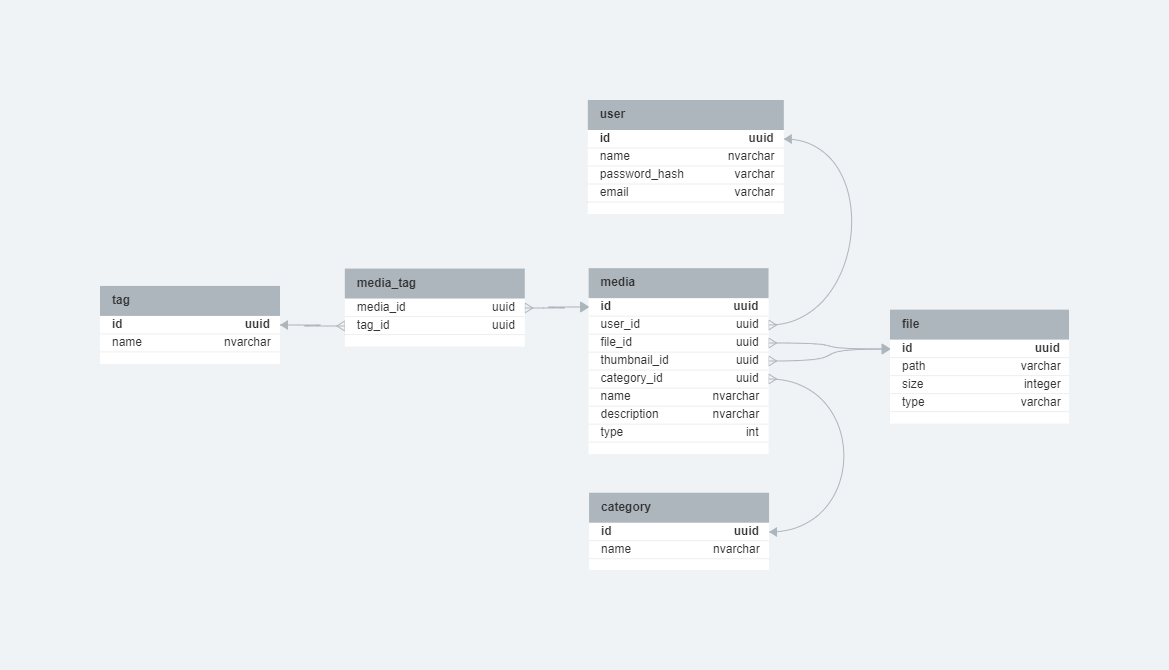 user
id uuid
name nvarchar
password_hash varchar
email varchar
tag
id uuid
name nvarchar
media_tag
media_id uuid
tag_id uuid
media
id uuid
user_id uuid
file_id uuid
thumbnail_id uuid
category_id uuid
name nvarchar
description nvarchar
type int
file
id uuid
path varchar
size integer
type varchar
category
id uuid
name nvarchar